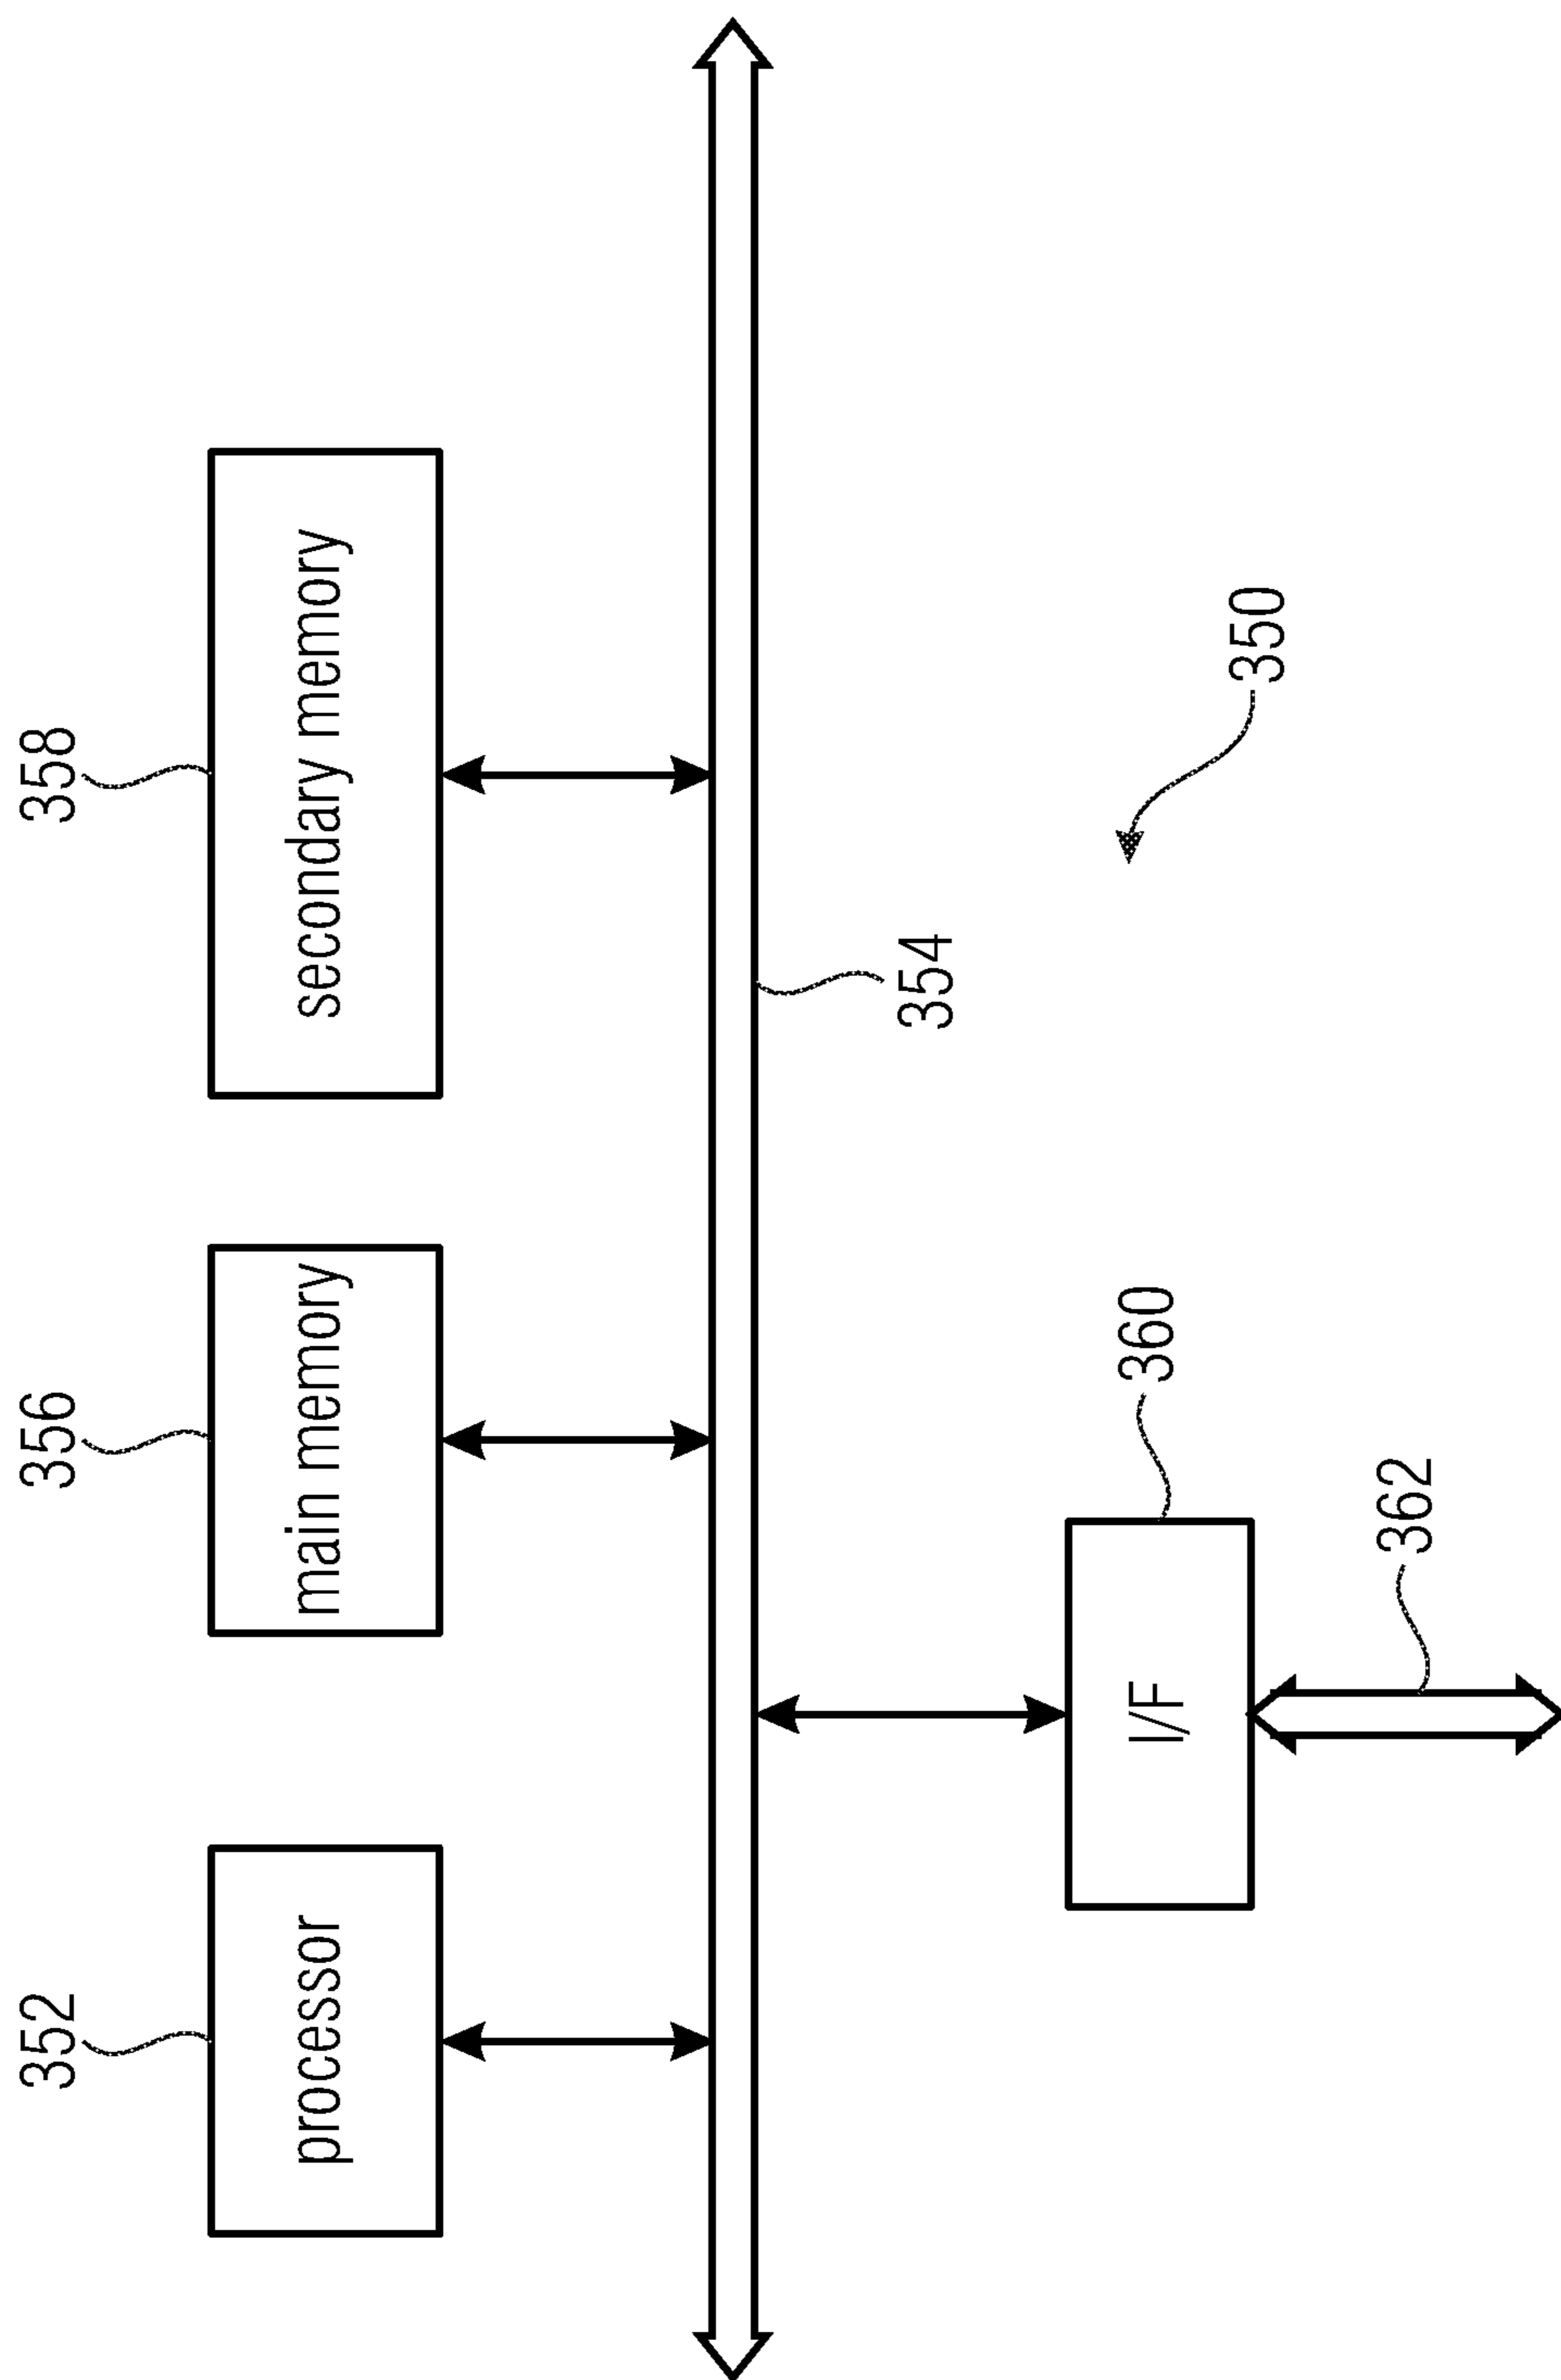 352
356
358
processor
main memory
secondary memory
354
360
I/F
350
362